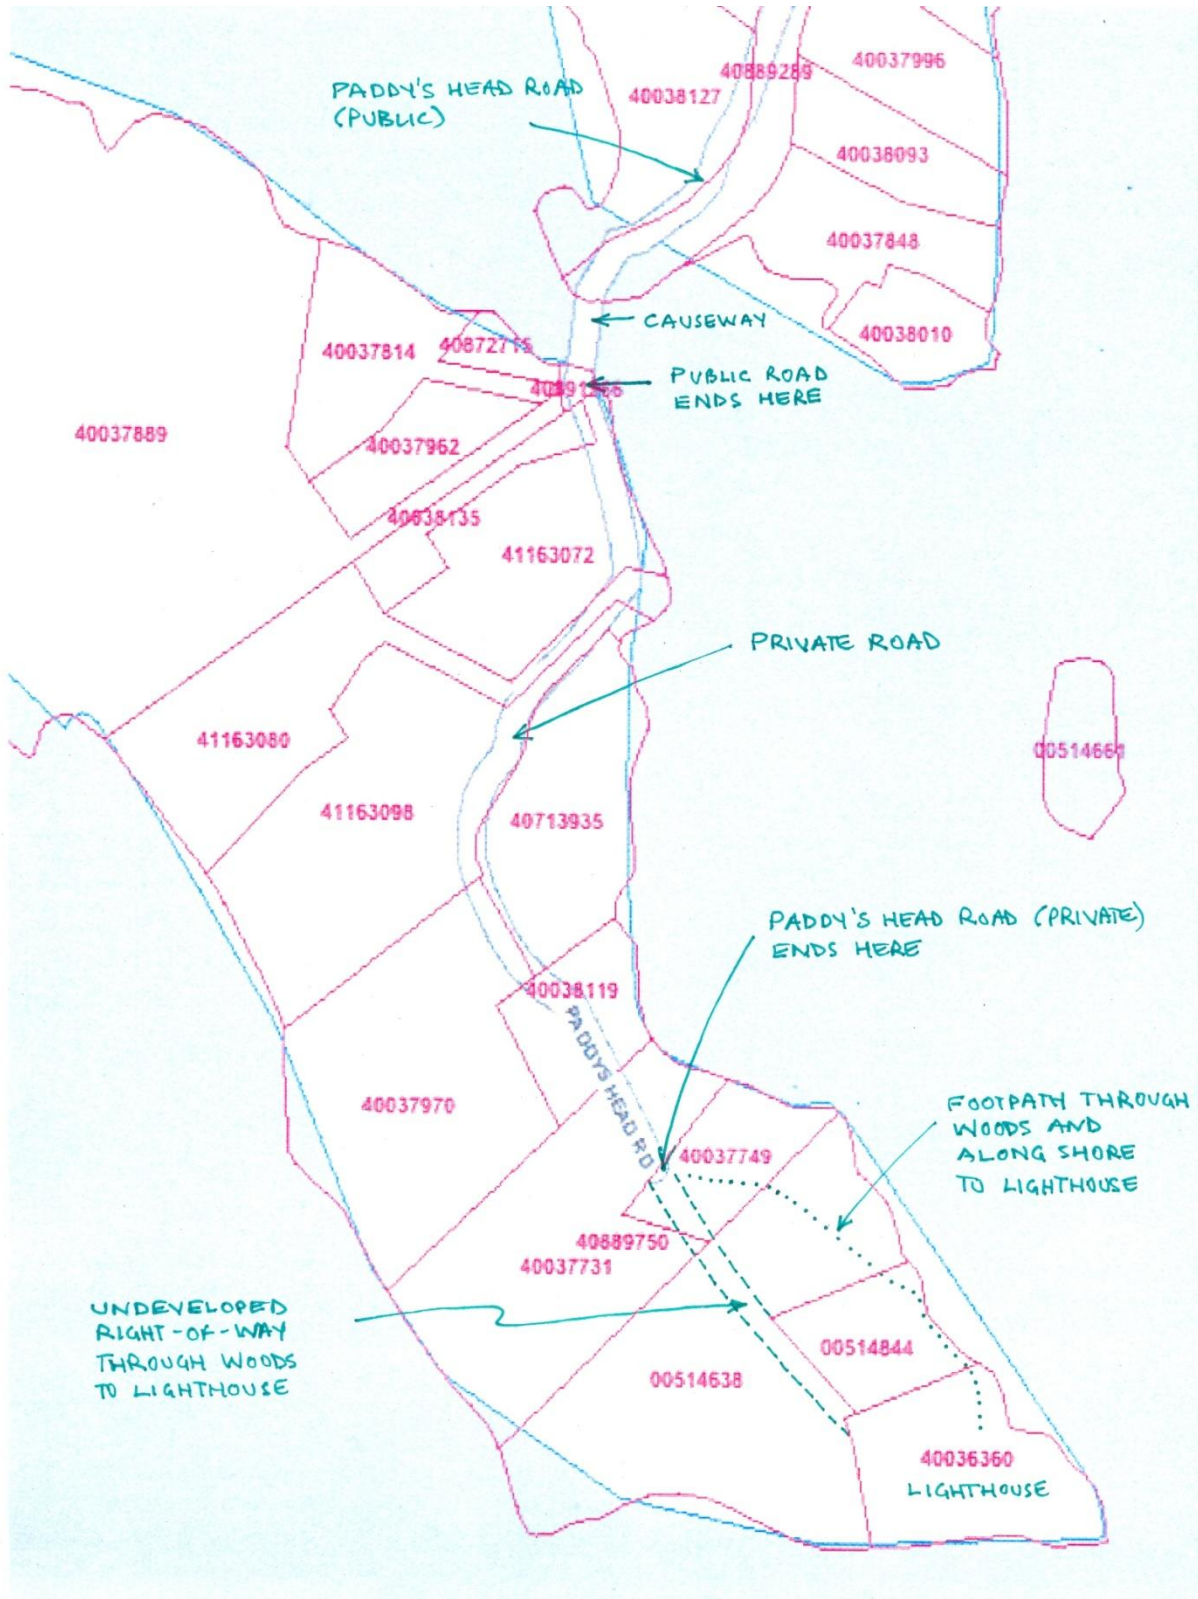 40037996
40889289
PADDY'S HEAD ROAD
(PUBLIC)
40038127
40038093
40037848
CAUSEWAY
40038010
40037814
40872715
PUBLIC ROAD
ENDS HERE
40037889
40037962
40038135
41163072
PRIVATE ROAD
41163080
00514661
41163098
40713935
PADDY'S HEAD ROAD (PRIVATE)
ENDS HERE
40038119
PADDYS HEAD RD
40037970
FOOTPATH THROUGH
WOODS AND
ALONG SHORE
TO LIGHTHOUSE
40037749
40889750
40037731
UNDEVELOPED
RIGHT-OF-WAY
THROUGH WOODS
TO LIGHTHOUSE
00514844
00514638
40036360
LIGHTHOUSE